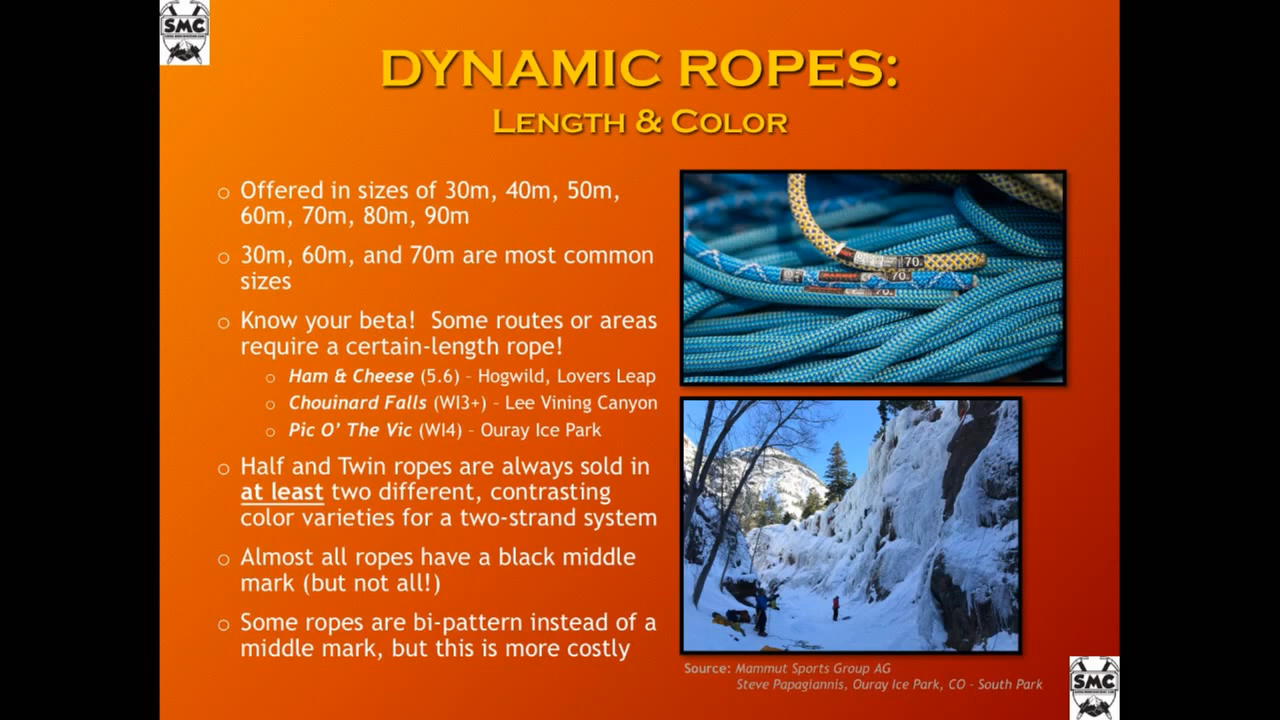 SMC
DYNAMIC ROPES:
LENGTH & COLOR
Offered in sizes of 30m, 40m, 50m,
60m, 70m, 80m, 90m
30m, 60m, and 70m are most common
sizes
Know your beta!  Some routes or areas
require a certain-length rope!
Ham & Cheese (5.6) – Hogwild, Lovers Leap
Chouinard Falls (WI3+) – Lee Vining Canyon
Pic O’ The Vic (WI4) – Ouray Ice Park
Half and Twin ropes are always sold in
at least two different, contrasting
color varieties for a two-strand system
Almost all ropes have a black middle
mark (but not all!)
Some ropes are bi-pattern instead of a
middle mark, but this is more costly
70
70
70
Source: Mammut Sports Group AG
Steve Papagiannis, Ouray Ice Park, CO - South Park
SMC